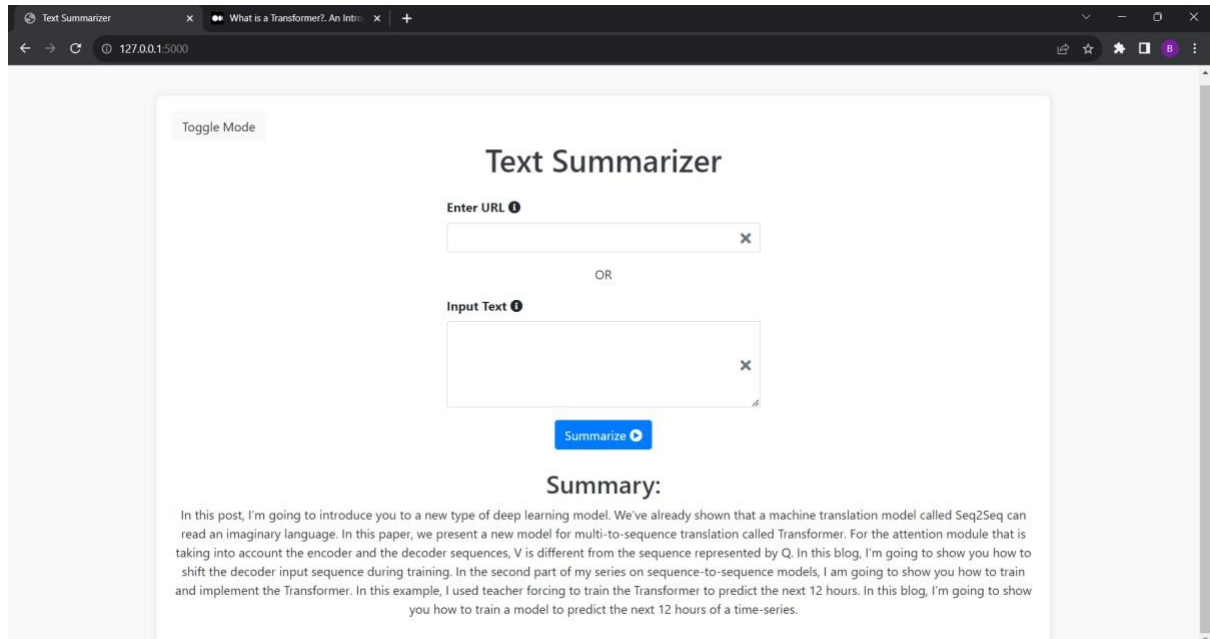 Text Summarizer
What is a Transformer?. An Intro
127.0.0.1:5000
B
Toggle Mode
Text Summarizer
Enter URL
OR
Input Text
Summarize
Summary:
In this post, I'm going to introduce you to a new type of deep learning model. We've already shown that a machine translation model called Seq2Seq can
read an imaginary language. In this paper, we present a new model for multi-to-sequence translation called Transformer. For the attention module that is
taking into account the encoder and the decoder sequences, V is different from the sequence represented by Q. In this blog, I'm going to show you how to
shift the decoder input sequence during training. In the second part of my series on sequence-to-sequence models, I am going to show you how to train
and implement the Transformer. In this example, I used teacher forcing to train the Transformer to predict the next 12 hours. In this blog, I'm going to show
you how to train a model to predict the next 12 hours of a time-series.